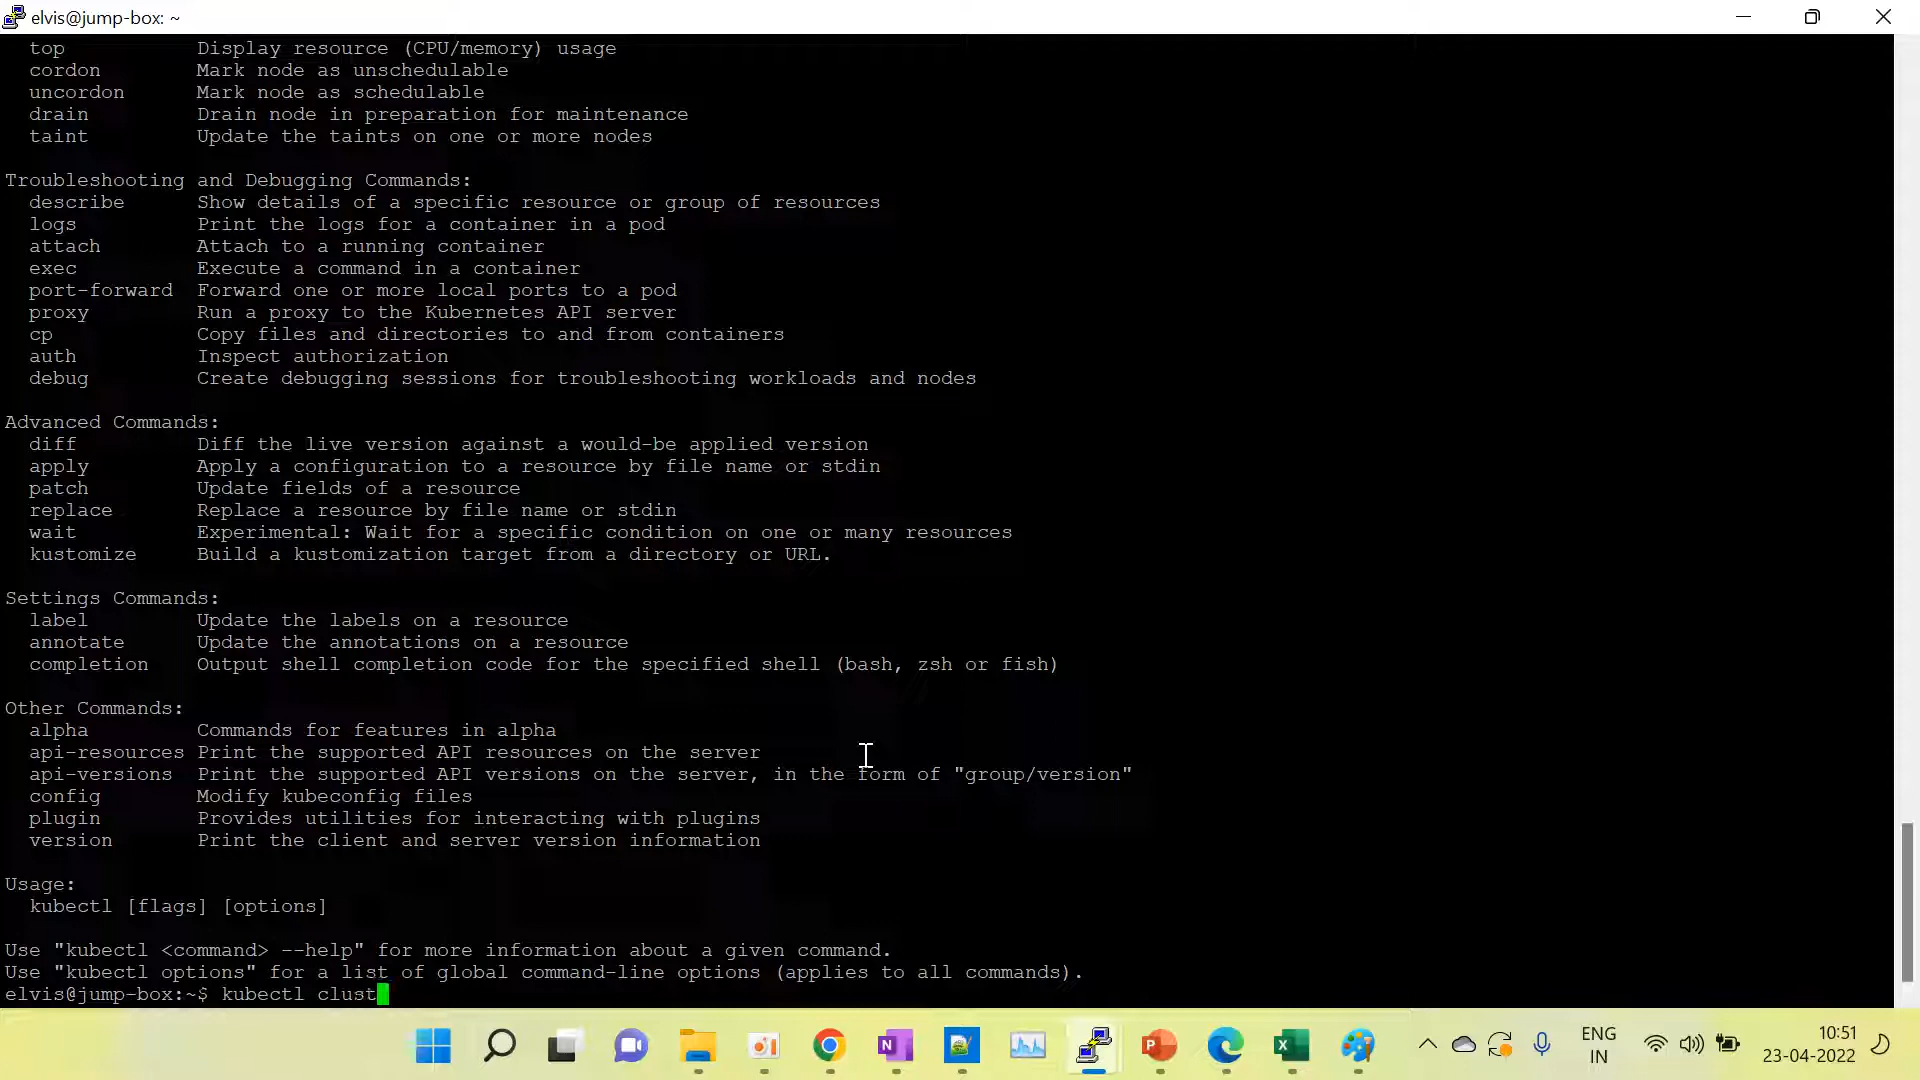 elvis@jump-box: ~
top Display resource (CPU/memory) usage
cordon Mark node as unschedulable
uncordon Mark node as schedulable
drain Drain node in preparation for maintenance
taint Update the taints on one or more nodes
Troubleshooting and Debugging Commands:
describe Show details of a specific resource or group of resources
logs Print the logs for a container in a pod
attach Attach to a running container
exec Execute a command in a container
port-forward Forward one or more local ports to a pod
proxy Run a proxy to the Kubernetes API server
cp Copy files and directories to and from containers
auth Inspect authorization
debug Create debugging sessions for troubleshooting workloads and nodes
Advanced Commands:
diff Diff the live version against a would-be applied version
apply Apply a configuration to a resource by file name or stdin
patch Update fields of a resource
replace Replace a resource by file name or stdin
wait Experimental: Wait for a specific condition on one or many resources
kustomize Build a kustomization target from a directory or URL.
Settings Commands:
label Update the labels on a resource
annotate Update the annotations on a resource
completion Output shell completion code for the specified shell (bash, zsh or fish)
Other Commands:
alpha Commands for features in alpha
api-resources Print the supported API resources on the server
api-versions Print the supported API versions on the server, in the form of "group/version"
config Modify kubeconfig files
plugin Provides utilities for interacting with plugins
version Print the client and server version information
Usage:
kubectl [flags] [options]
Use "kubectl <command> --help" for more information about a given command.
Use "kubectl options" for a list of global command-line options (applies to all commands).
elvis@jump-box:~$ kubectl clust
N
P
X
ENG
IN
10:51
23-04-2022